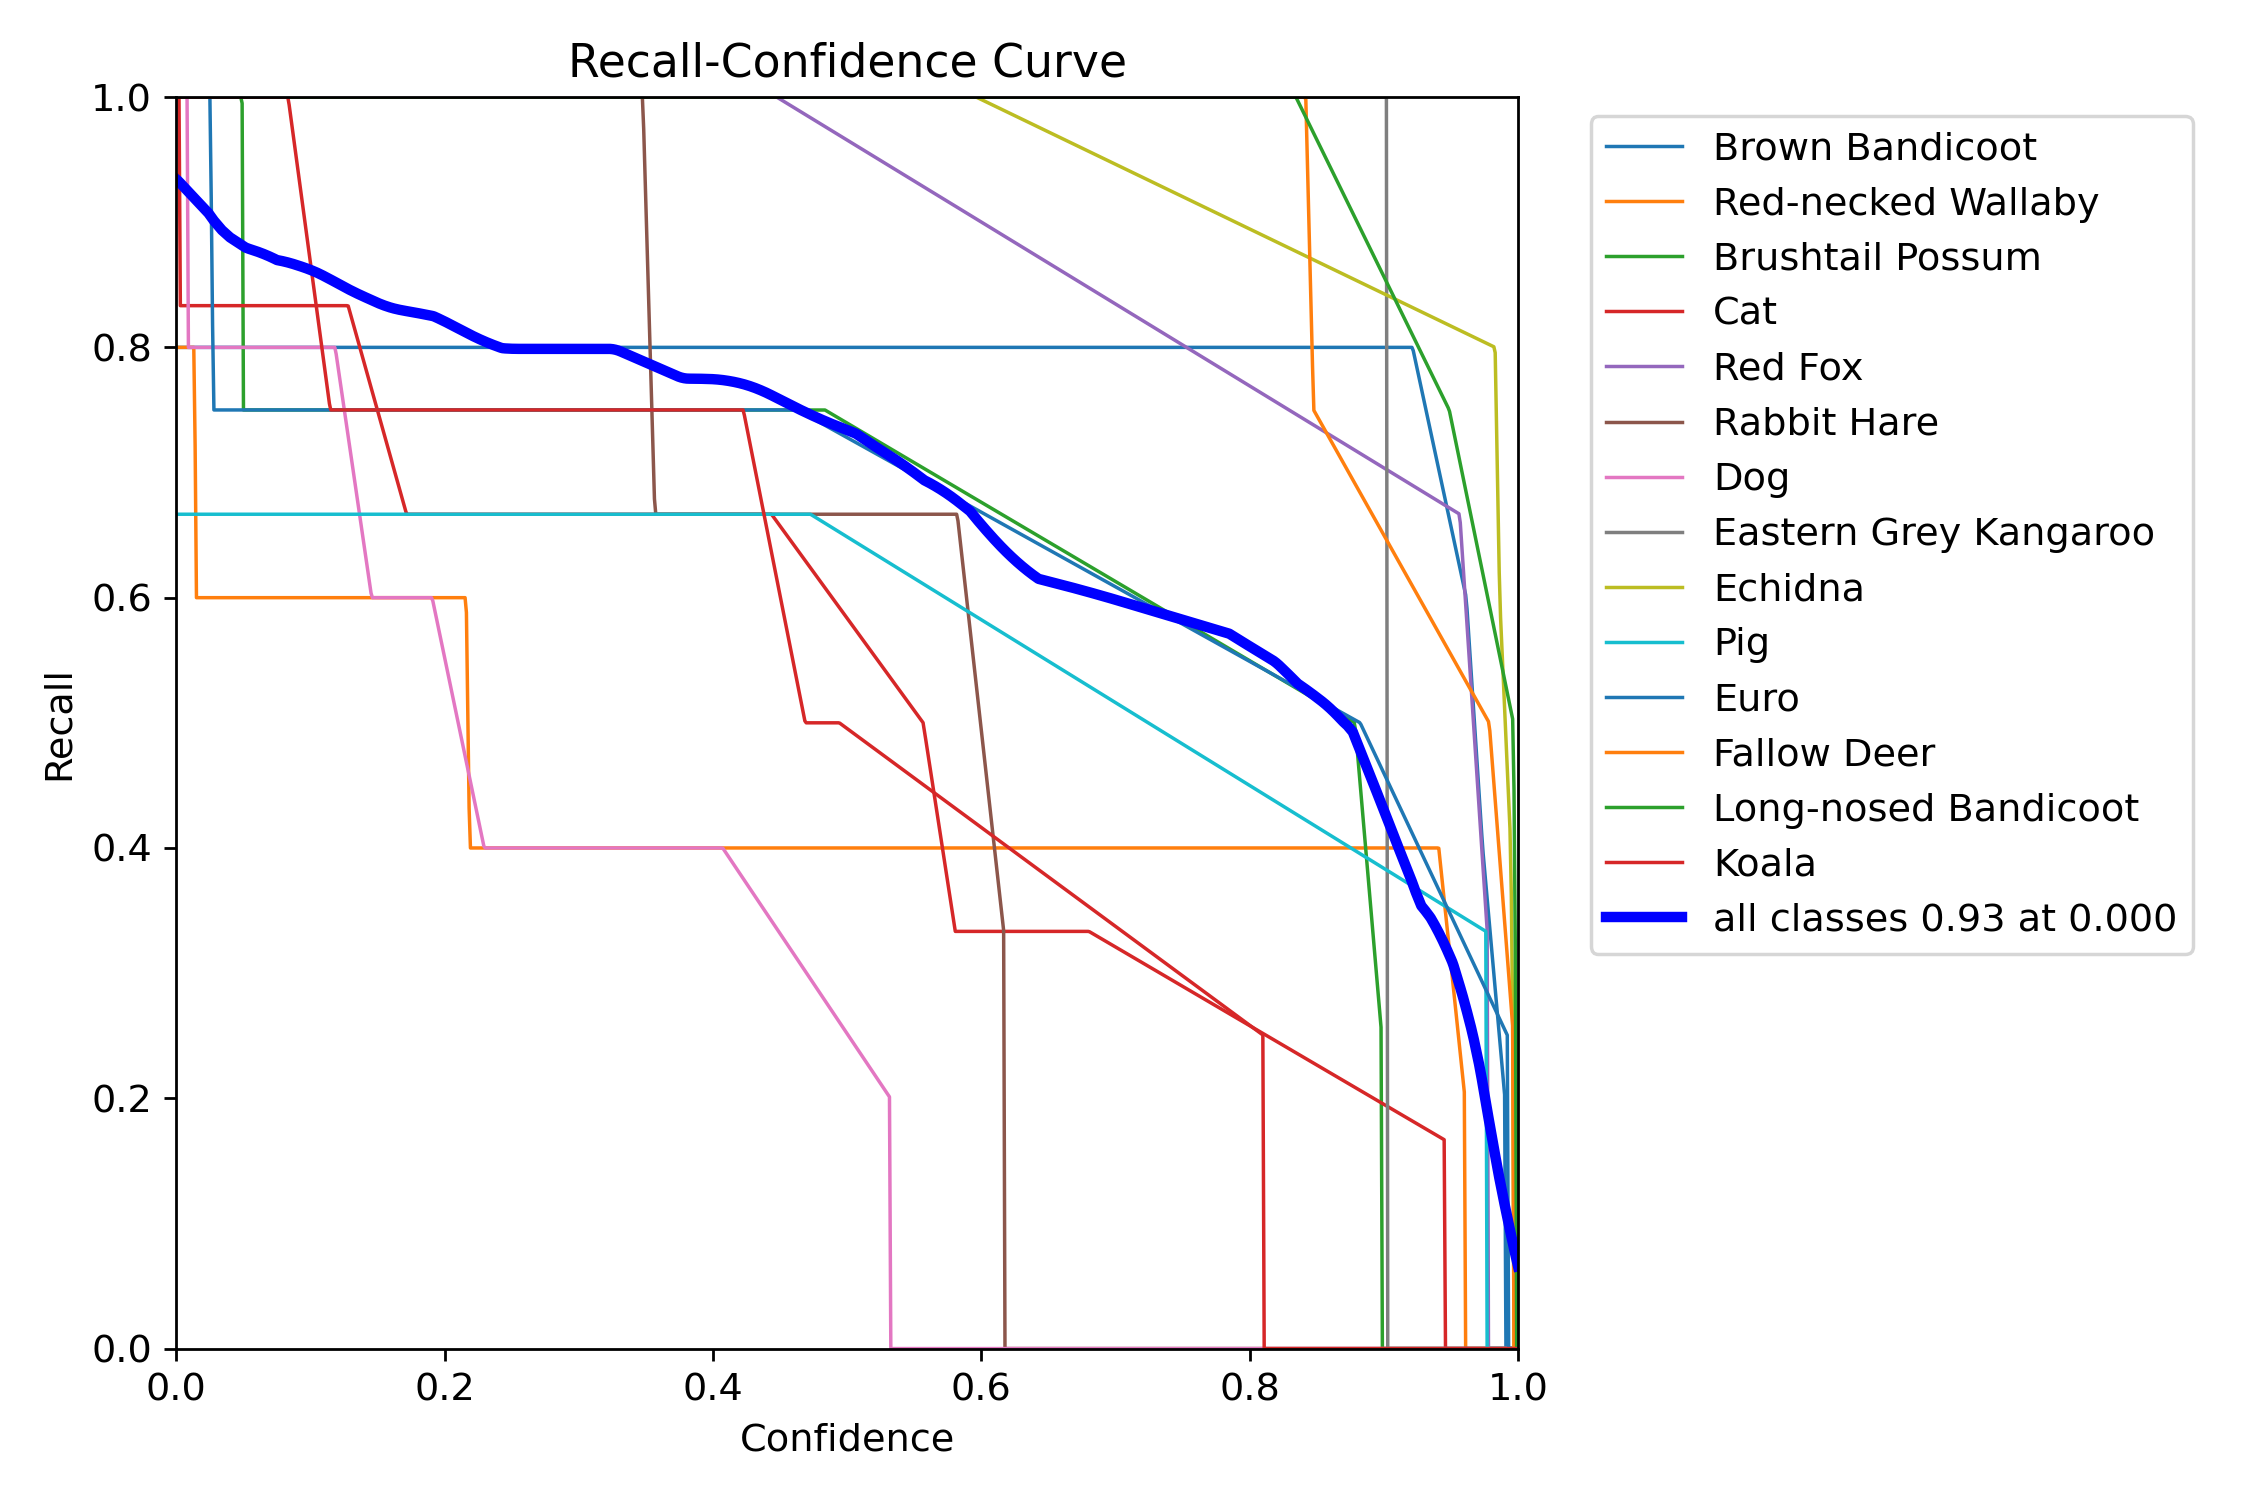 Recall-Confidence Curve
1.0
0.8
0.6
0.4
0.2
0.0
Recall
0.0 0.2 0.4 0.6 0.8 1.0
Confidence
Brown Bandicoot
Red-necked Wallaby
Brushtail Possum
Cat
Red Fox
Rabbit Hare
Dog
Eastern Grey Kangaroo
Echidna
Pig
Euro
Fallow Deer
Long-nosed Bandicoot
Koala
all classes 0.93 at 0.000